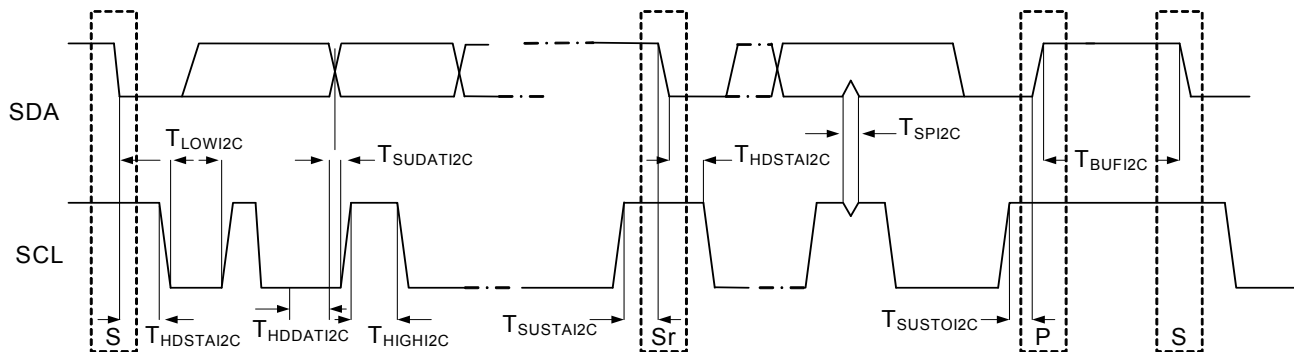 SDA
T_LOWI2C
T_SUDATI2C
T_HDSTAI2C
T_SPI2C
T_BUFI2C
SCL
S
T_HDSTAI2C
T_HDDATI2C
T_HIGHI2C
T_SUSTAI2C
Sr
T_SUSTOI2C
P
S